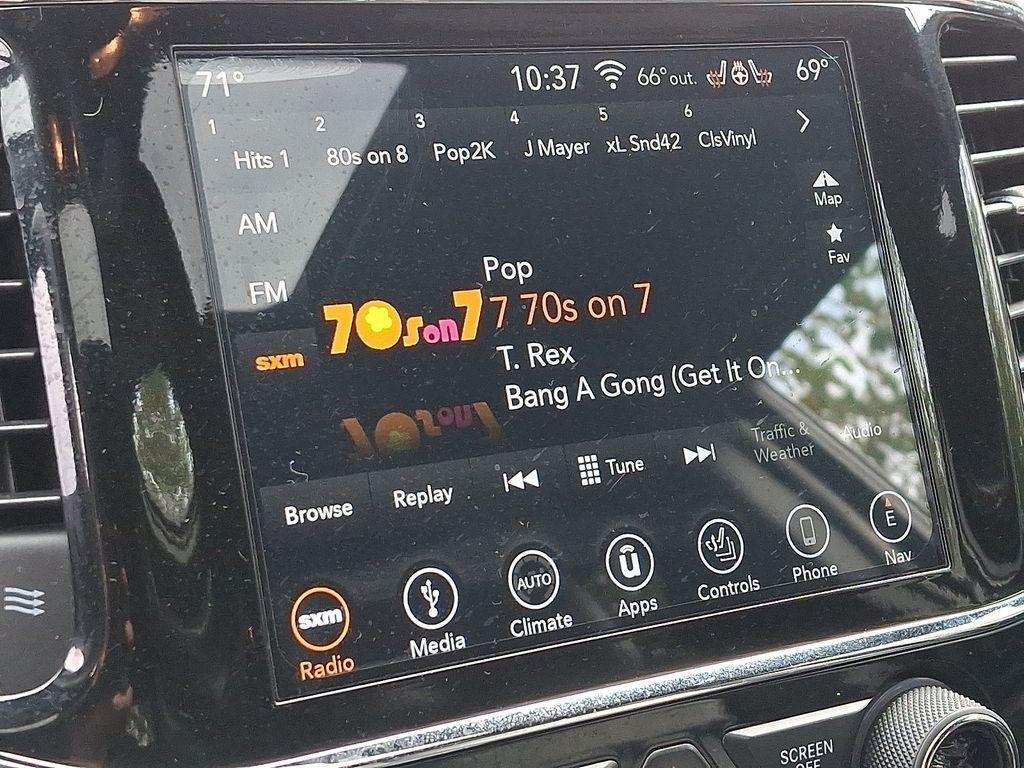 71° 10:37 66°out. 69°
1 2 3 4 5 6
Hits 1 80s on 8 Pop2K J Mayer xL Snd42 ClsVinyl
Map
AM
Fav
Pop
FM
70s on 7 7 70s on 7
sxm
T. Rex
Bang A Gong (Get It On...
Traffic & Audio
Weather
Browse Replay Tune
sxm AUTO u E
Radio Media Climate Apps Controls Phone Nav
SCREEN
OFF